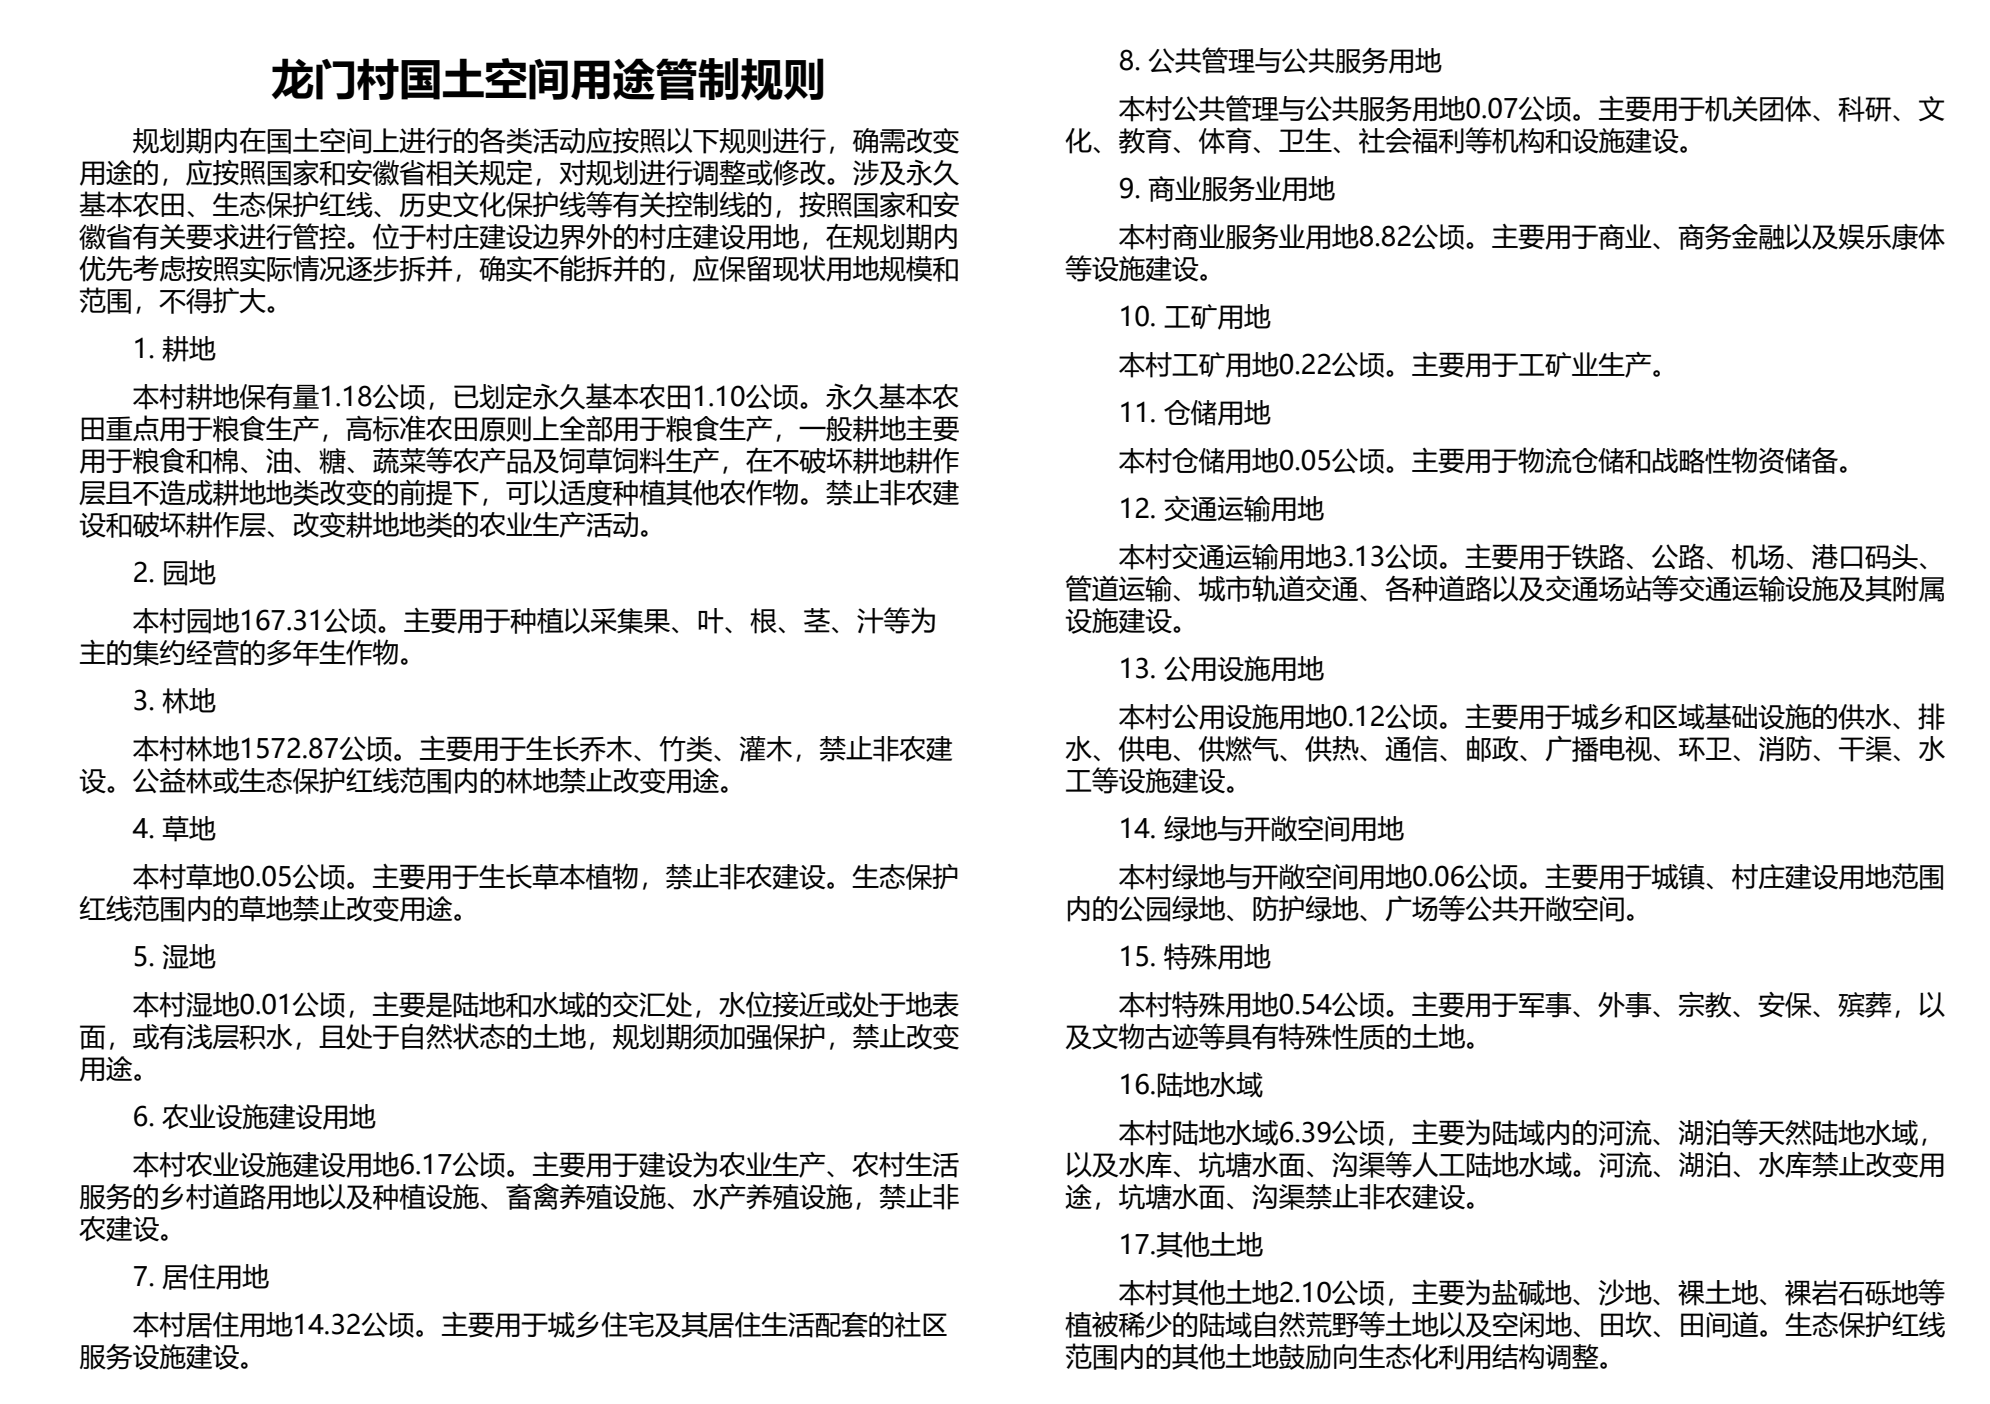 龙门村国土空间用途管制规则
规划期内在国土空间上进行的各类活动应按照以下规则进行，确需改变
用途的，应按照国家和安徽省相关规定，对规划进行调整或修改。涉及永久
基本农田、生态保护红线、历史文化保护线等有关控制线的，按照国家和安
徽省有关要求进行管控。位于村庄建设边界外的村庄建设用地，在规划期内
优先考虑按照实际情况逐步拆并，确实不能拆并的，应保留现状用地规模和
范围，不得扩大。
1. 耕地
本村耕地保有量1.18公顷，已划定永久基本农田1.10公顷。永久基本农
田重点用于粮食生产，高标准农田原则上全部用于粮食生产，一般耕地主要
用于粮食和棉、油、糖、蔬菜等农产品及饲草饲料生产，在不破坏耕地耕作
层且不造成耕地地类改变的前提下，可以适度种植其他农作物。禁止非农建
设和破坏耕作层、改变耕地地类的农业生产活动。
2. 园地
本村园地167.31公顷。主要用于种植以采集果、叶、根、茎、汁等为
主的集约经营的多年生作物。
3. 林地
本村林地1572.87公顷。主要用于生长乔木、竹类、灌木，禁止非农建
设。公益林或生态保护红线范围内的林地禁止改变用途。
4. 草地
本村草地0.05公顷。主要用于生长草本植物，禁止非农建设。生态保护
红线范围内的草地禁止改变用途。
5. 湿地
本村湿地0.01公顷，主要是陆地和水域的交汇处，水位接近或处于地表
面，或有浅层积水，且处于自然状态的土地，规划期须加强保护，禁止改变
用途。
6. 农业设施建设用地
本村农业设施建设用地6.17公顷。主要用于建设为农业生产、农村生活
服务的乡村道路用地以及种植设施、畜禽养殖设施、水产养殖设施，禁止非
农建设。
7. 居住用地
本村居住用地14.32公顷。主要用于城乡住宅及其居住生活配套的社区
服务设施建设。
8. 公共管理与公共服务用地
本村公共管理与公共服务用地0.07公顷。主要用于机关团体、科研、文
化、教育、体育、卫生、社会福利等机构和设施建设。
9. 商业服务业用地
本村商业服务业用地8.82公顷。主要用于商业、商务金融以及娱乐康体
等设施建设。
10. 工矿用地
本村工矿用地0.22公顷。主要用于工矿业生产。
11. 仓储用地
本村仓储用地0.05公顷。主要用于物流仓储和战略性物资储备。
12. 交通运输用地
本村交通运输用地3.13公顷。主要用于铁路、公路、机场、港口码头、
管道运输、城市轨道交通、各种道路以及交通场站等交通运输设施及其附属
设施建设。
13. 公用设施用地
本村公用设施用地0.12公顷。主要用于城乡和区域基础设施的供水、排
水、供电、供燃气、供热、通信、邮政、广播电视、环卫、消防、干渠、水
工等设施建设。
14. 绿地与开敞空间用地
本村绿地与开敞空间用地0.06公顷。主要用于城镇、村庄建设用地范围
内的公园绿地、防护绿地、广场等公共开敞空间。
15. 特殊用地
本村特殊用地0.54公顷。主要用于军事、外事、宗教、安保、殡葬，以
及文物古迹等具有特殊性质的土地。
16.陆地水域
本村陆地水域6.39公顷，主要为陆域内的河流、湖泊等天然陆地水域，
以及水库、坑塘水面、沟渠等人工陆地水域。河流、湖泊、水库禁止改变用
途，坑塘水面、沟渠禁止非农建设。
17.其他土地
本村其他土地2.10公顷，主要为盐碱地、沙地、裸土地、裸岩石砾地等
植被稀少的陆域自然荒野等土地以及空闲地、田坎、田间道。生态保护红线
范围内的其他土地鼓励向生态化利用结构调整。